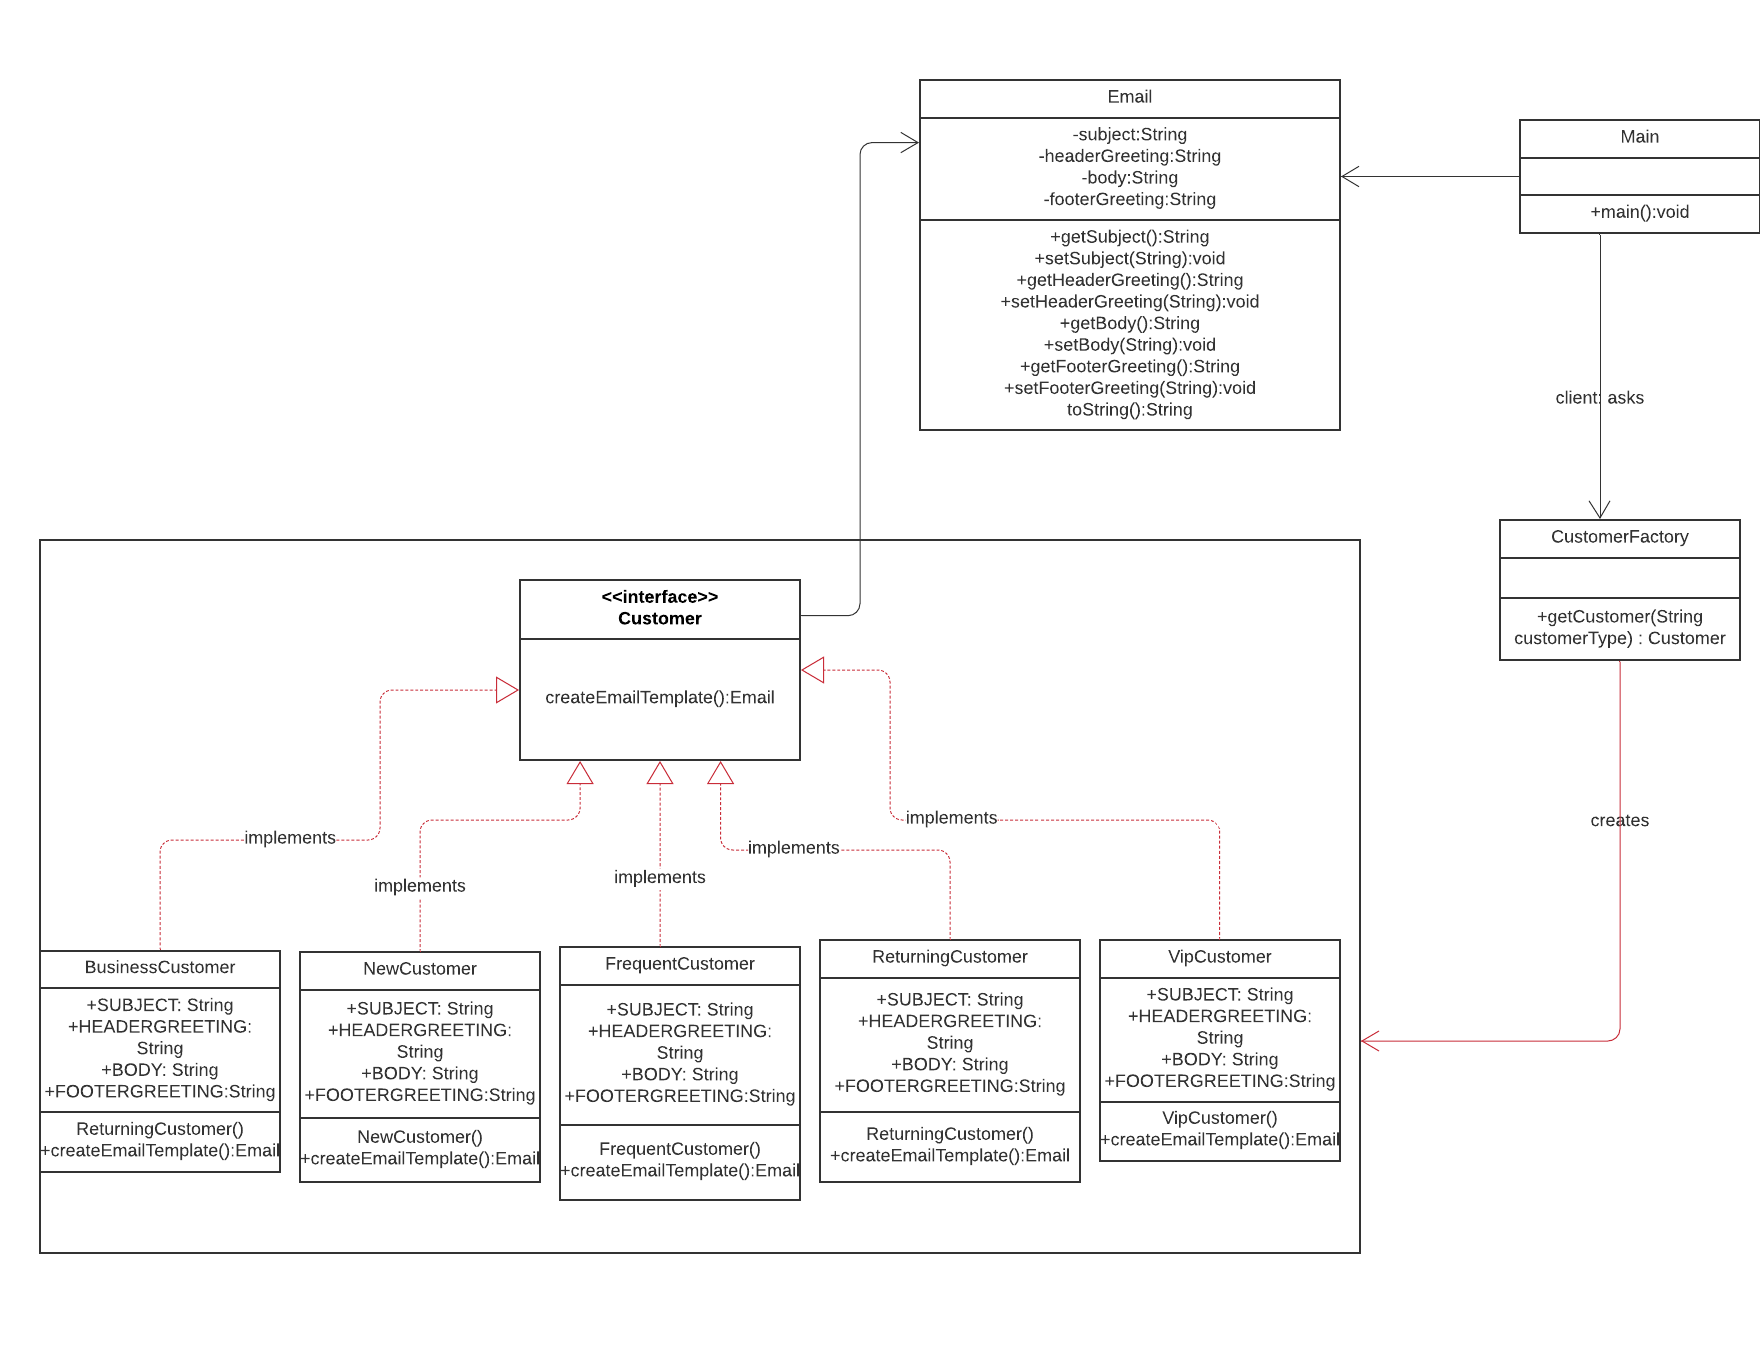 Email
-subject:String
-headerGreeting:String
-body:String
-footerGreeting:String
+getSubject():String
+setSubject(String):void
+getHeaderGreeting():String
+setHeaderGreeting(String):void
+getBody():String
+setBody(String):void
+getFooterGreeting():String
+setFooterGreeting(String):void
toString():String
Main
+main():void
client: asks
CustomerFactory
+getCustomer(String
customerType) : Customer
creates
<<interface>>
Customer
createEmailTemplate():Email
implements
implements
implements
implements
implements
BusinessCustomer
+SUBJECT: String
+HEADERGREETING:
String
+BODY: String
+FOOTERGREETING:String
ReturningCustomer()
+createEmailTemplate():Email
NewCustomer
+SUBJECT: String
+HEADERGREETING:
String
+BODY: String
+FOOTERGREETING:String
NewCustomer()
+createEmailTemplate():Email
FrequentCustomer
+SUBJECT: String
+HEADERGREETING:
String
+BODY: String
+FOOTERGREETING:String
FrequentCustomer()
+createEmailTemplate():Email
ReturningCustomer
+SUBJECT: String
+HEADERGREETING:
String
+BODY: String
+FOOTERGREETING:String
ReturningCustomer()
+createEmailTemplate():Email
VipCustomer
+SUBJECT: String
+HEADERGREETING:
String
+BODY: String
+FOOTERGREETING:String
VipCustomer()
+createEmailTemplate():Email